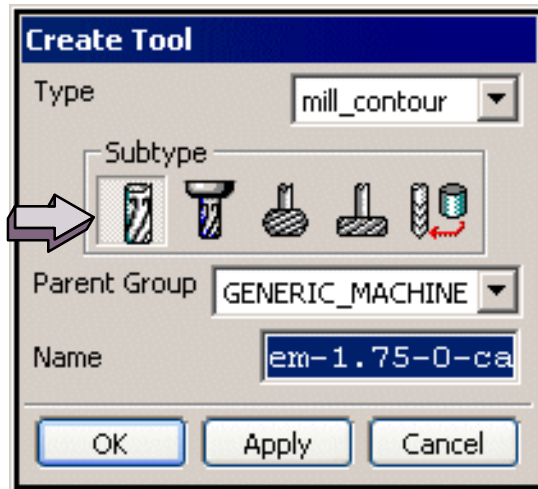 Create Tool
Type mill_contour
Subtype
Parent Group GENERIC_MACHINE
Name em-1.75-0-ca
OK Apply Cancel